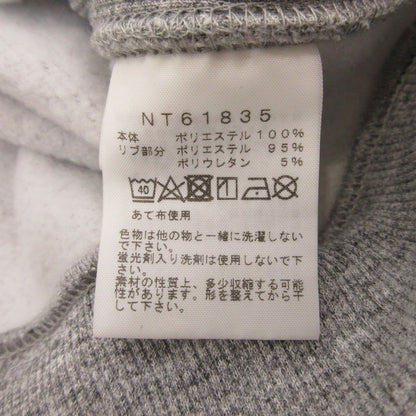 NT61835
本体 ポリエステル 100%
リブ部分 ポリエステル 95%
ポリウレタン 5%
40
あて布使用
色物は他の物と一緒に洗濯しない
で下さい。
蛍光剤入り洗剤は使用しないで下
さい。
素材の性質上、多少収縮する可能
性があります。形を整えてから干
して下さい。